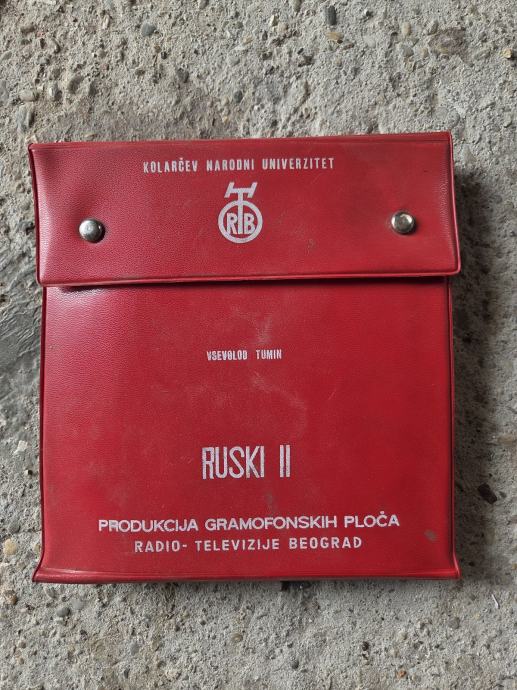 KOLARČEV NARODNI UNIVERZITET
RTB
VSEVOLOD TUMIN
RUSKI II
PRODUKCIJA GRAMOFONSKIH PLOČA
RADIO- TELEVIZIJE BEOGRAD